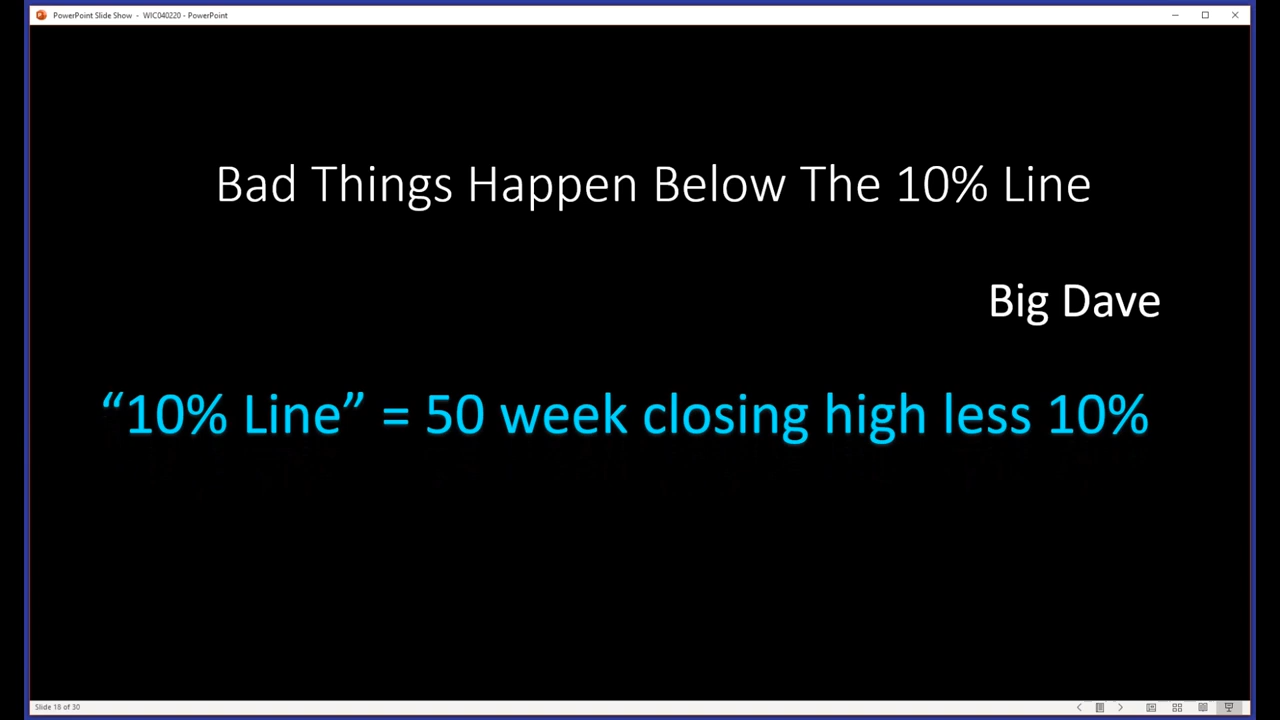 PowerPoint Slide Show - WIC040220 - PowerPoint
Bad Things Happen Below The 10% Line
Big Dave
“10% Line” = 50 week closing high less 10%
Slide 18 of 30